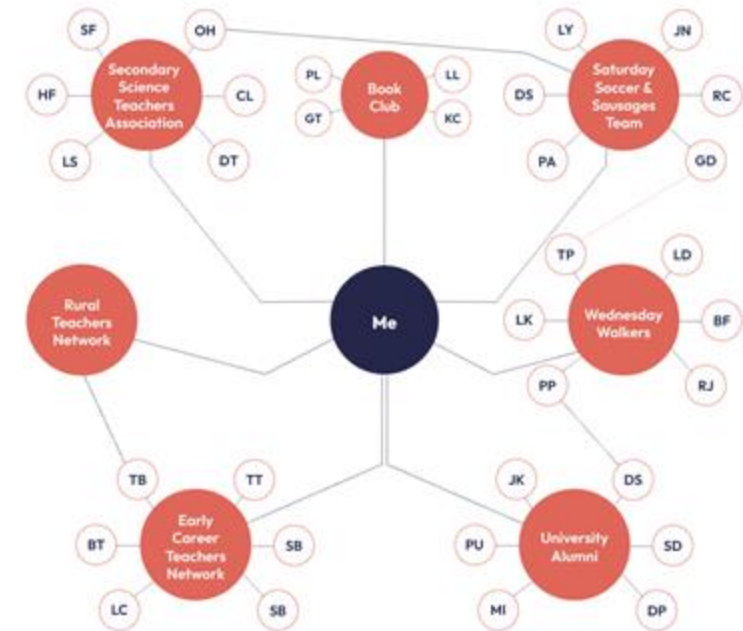 SF
OH
LY
JN
Secondary
Science
Teachers
Association
PL
LL
Book
Club
Saturday
Soccer &
Sausages
Team
HF
CL
DS
RC
GT
KC
LS
DT
PA
GD
TP
LD
Rural
Teachers
Network
Me
LK
Wednesday
Walkers
BF
PP
RJ
TB
TT
JK
DS
Early
Career
Teachers
Network
University
Alumni
BT
SB
PU
SD
LC
SB
MI
DP